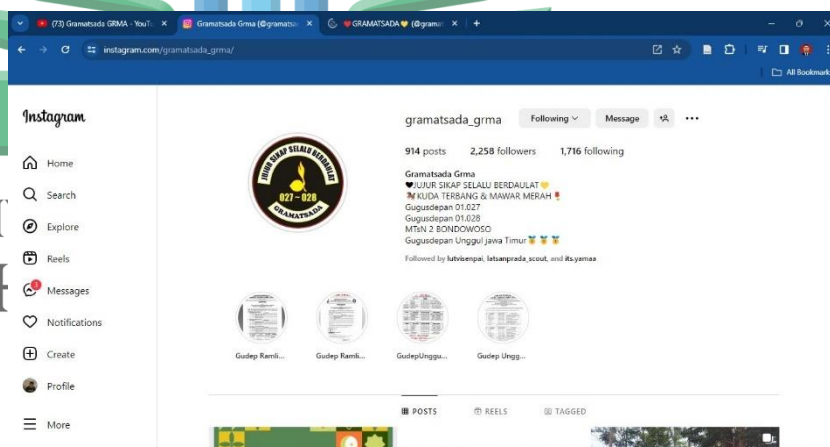 (73) Gramatsada GRMA - YouTu
Gramatsada Grma (@gramatsa
GRAMATSADA (@gramat
instagram.com/gramatsada_grma/
All Bookmark
Instagram
Home
Search
Explore
Reels
3
Messages
Notifications
Create
Profile
More
gramatsada_grma
Following
Message
914 posts 2,258 followers 1,716 following
Gramatsada Grma
🖤JUJUR SIKAP SELALU BERDAULAT💛
🐎KUDA TERBANG & MAWAR MERAH🌹
Gugusdepan 01.027
Gugusdepan 01.028
MTsN 2 BONDOWOSO
Gugusdepan Unggul jawa Timur🏅🏅🏅
Followed by lutvisenpai, latsanprada_scout, and its.yamaa
JUJUR SIKAP SELALU BERDAULAT
027 - 028
GRAMATSADA
Gudep Ramli...
Gudep Ramli...
GudepUnggu...
Gudep Ungg...
POSTS
REELS
TAGGED